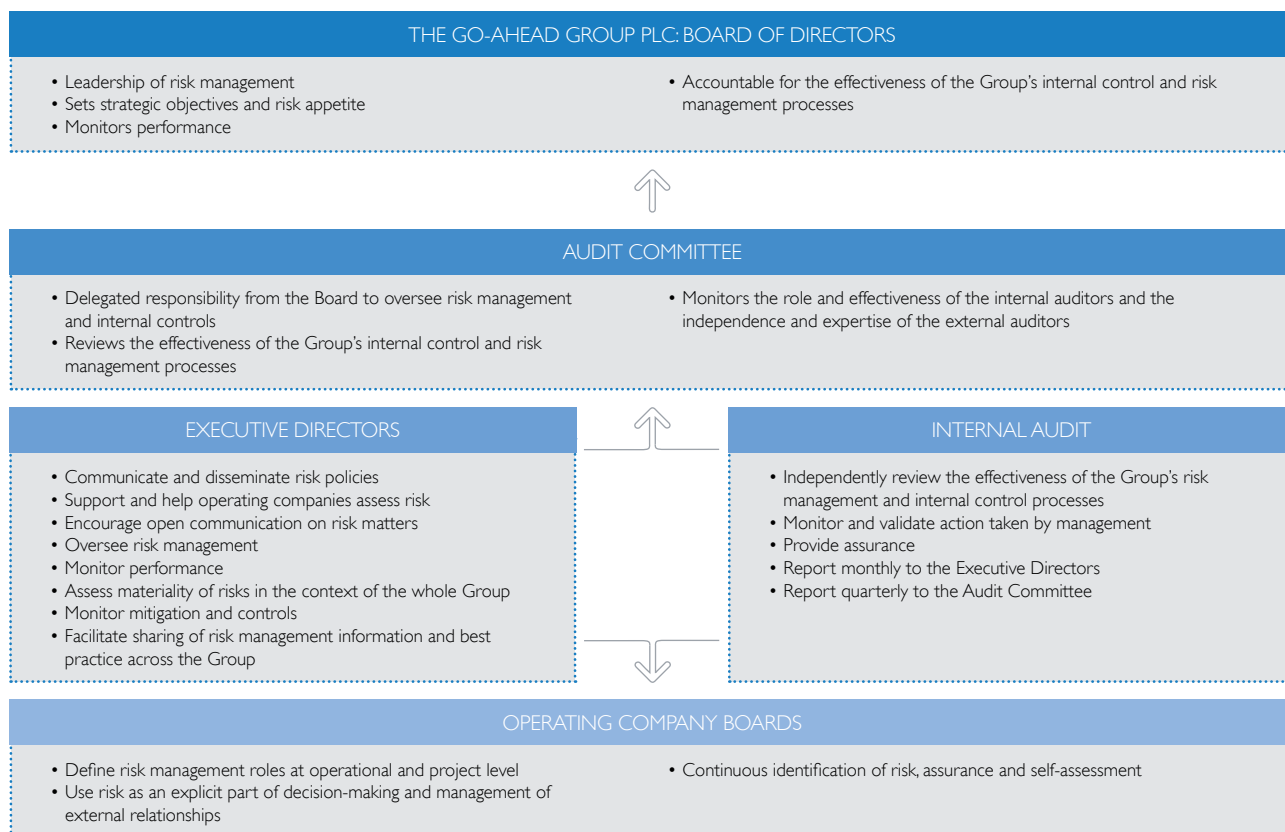 THE GO-AHEAD GROUP PLC: BOARD OF DIRECTORS
• Leadership of risk management
• Sets strategic objectives and risk appetite
• Monitors performance
• Accountable for the effectiveness of the Group's internal control and risk
management processes
AUDIT COMMITTEE
• Delegated responsibility from the Board to oversee risk management
and internal controls
• Reviews the effectiveness of the Group's internal control and risk
management processes
• Monitors the role and effectiveness of the internal auditors and the
independence and expertise of the external auditors
EXECUTIVE DIRECTORS
• Communicate and disseminate risk policies
• Support and help operating companies assess risk
• Encourage open communication on risk matters
• Oversee risk management
• Monitor performance
• Assess materiality of risks in the context of the whole Group
• Monitor mitigation and controls
• Facilitate sharing of risk management information and best
practice across the Group
INTERNAL AUDIT
• Independently review the effectiveness of the Group's risk
management and internal control processes
• Monitor and validate action taken by management
• Provide assurance
• Report monthly to the Executive Directors
• Report quarterly to the Audit Committee
OPERATING COMPANY BOARDS
• Define risk management roles at operational and project level
• Use risk as an explicit part of decision-making and management of
external relationships
• Continuous identification of risk, assurance and self-assessment